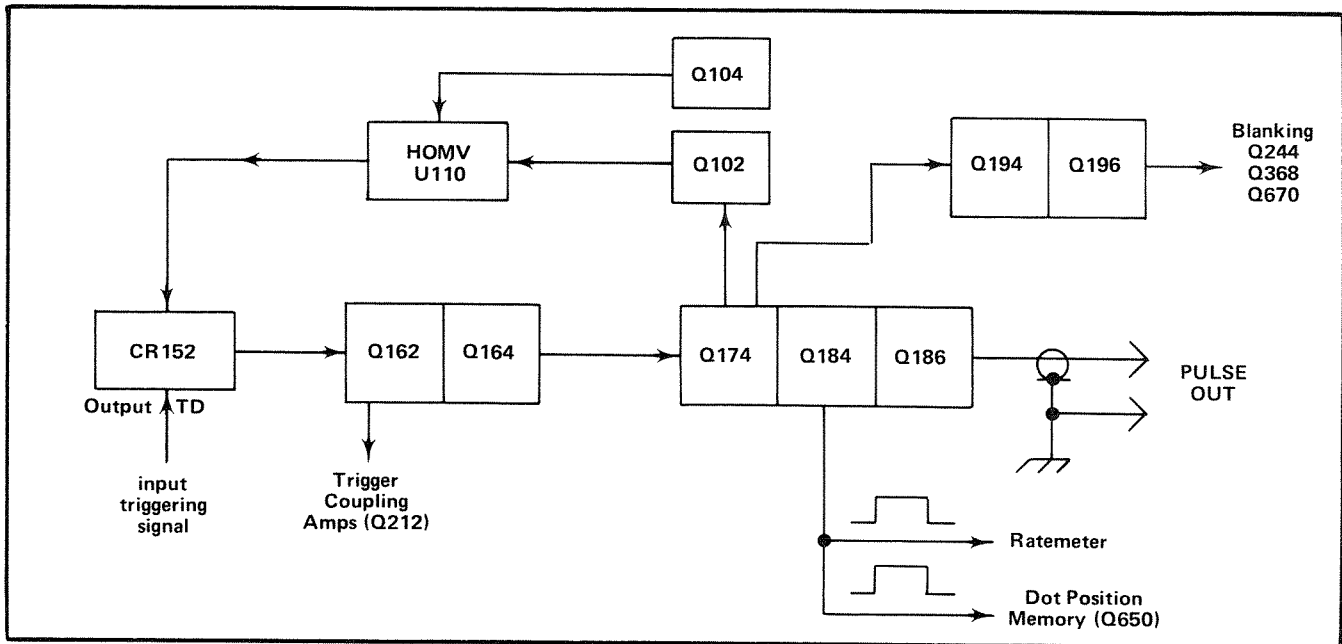 Q104
HOMV
U110
Q102
Q194
Q196
Blanking
Q244
Q368
Q670
CR152
Q162
Q164
Q174
Q184
Q186
PULSE
OUT
Output TD
input
triggering
signal
Trigger
Coupling
Amps (Q212)
Ratemeter
Dot Position
Memory (Q650)